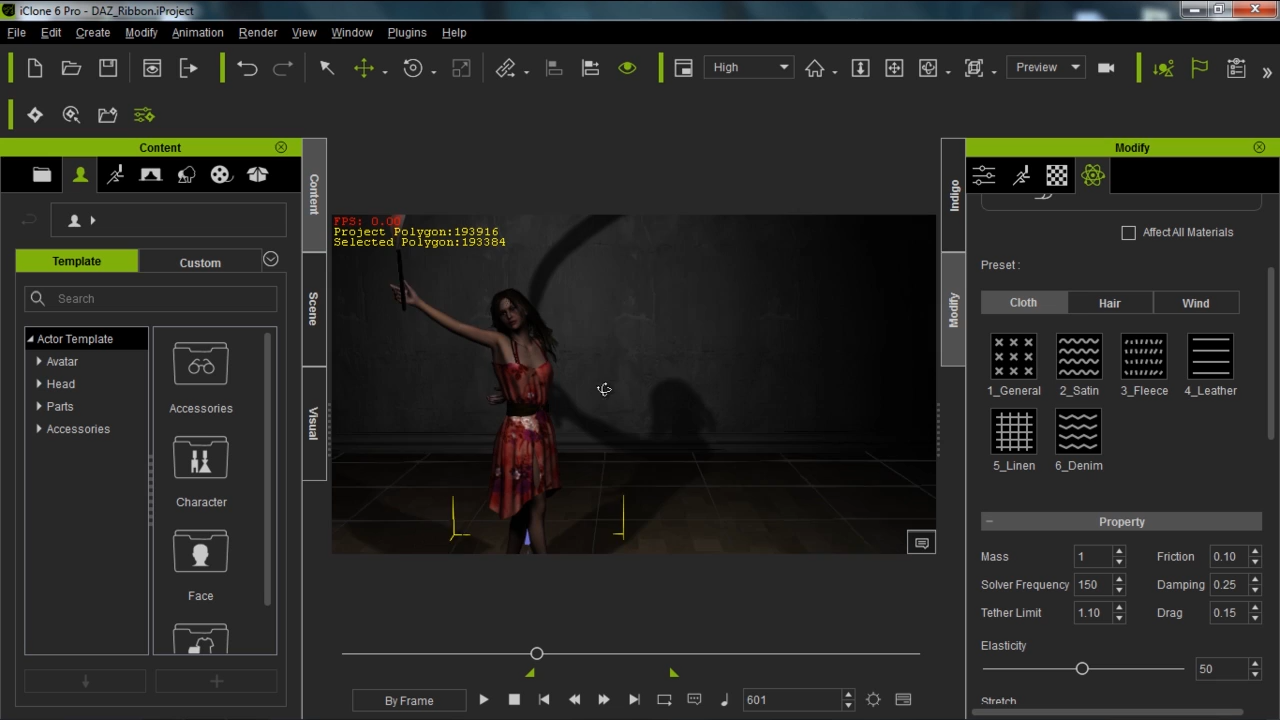 iClone 6 Pro - DAZ_Ribbon.iProject
File Edit Create Modify Animation Render View Window Plugins Help
High
Preview
Content
Modify
Template
Custom
Search
Actor Template
Avatar
Head
Parts
Accessories
Accessories
Character
Face
Content
Scene
Visual
FPS: 0.00
Project Polygon:193916
Selected Polygon:193384
Indigo
Modify
Affect All Materials
Preset :
Cloth Hair Wind
1_General 2_Satin 3_Fleece 4_Leather
5_Linen 6_Denim
Property
Mass 1 Friction 0.10
Solver Frequency 150 Damping 0.25
Tether Limit 1.10 Drag 0.15
Elasticity
50
Stretch
By Frame
601